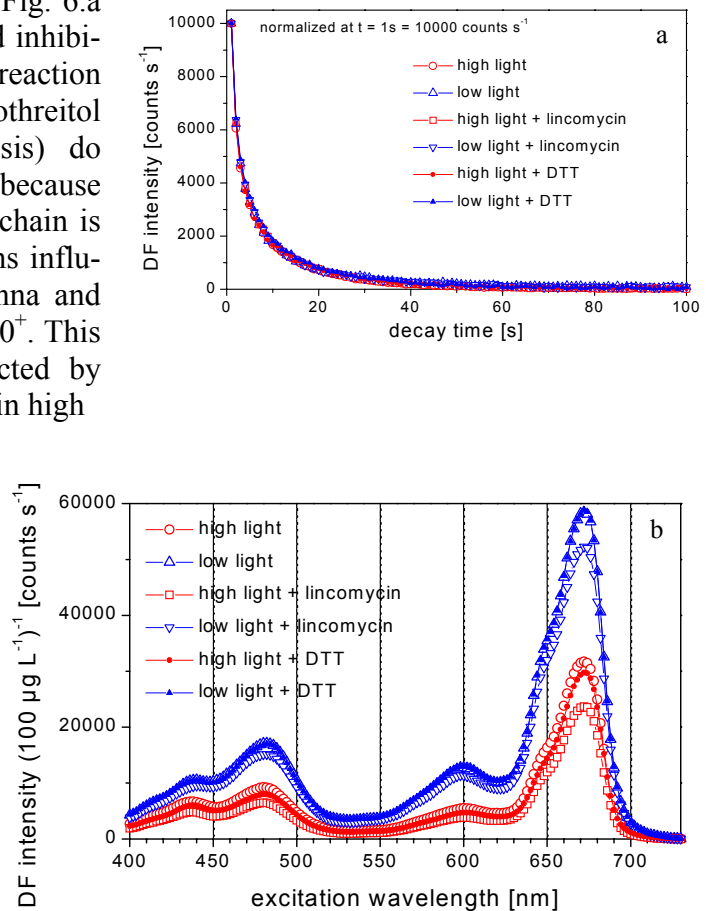 Fig. 6.a
d inhibi-
reaction
othreitol
sis) do
because
chain is
ns influ-
nna and
0⁺. This
cted by
in high
10000
8000
6000
4000
2000
0
DF intensity [counts s⁻¹]
normalized at t = 1s = 10000 counts s⁻¹
a
high light
low light
high light + lincomycin
low light + lincomycin
high light + DTT
low light + DTT
0 20 40 60 80 100
decay time [s]
60000
40000
20000
0
DF intensity (100 µg L⁻¹)⁻¹ [counts s⁻¹]
b
high light
low light
high light + lincomycin
low light + lincomycin
high light + DTT
low light + DTT
400 450 500 550 600 650 700
excitation wavelength [nm]